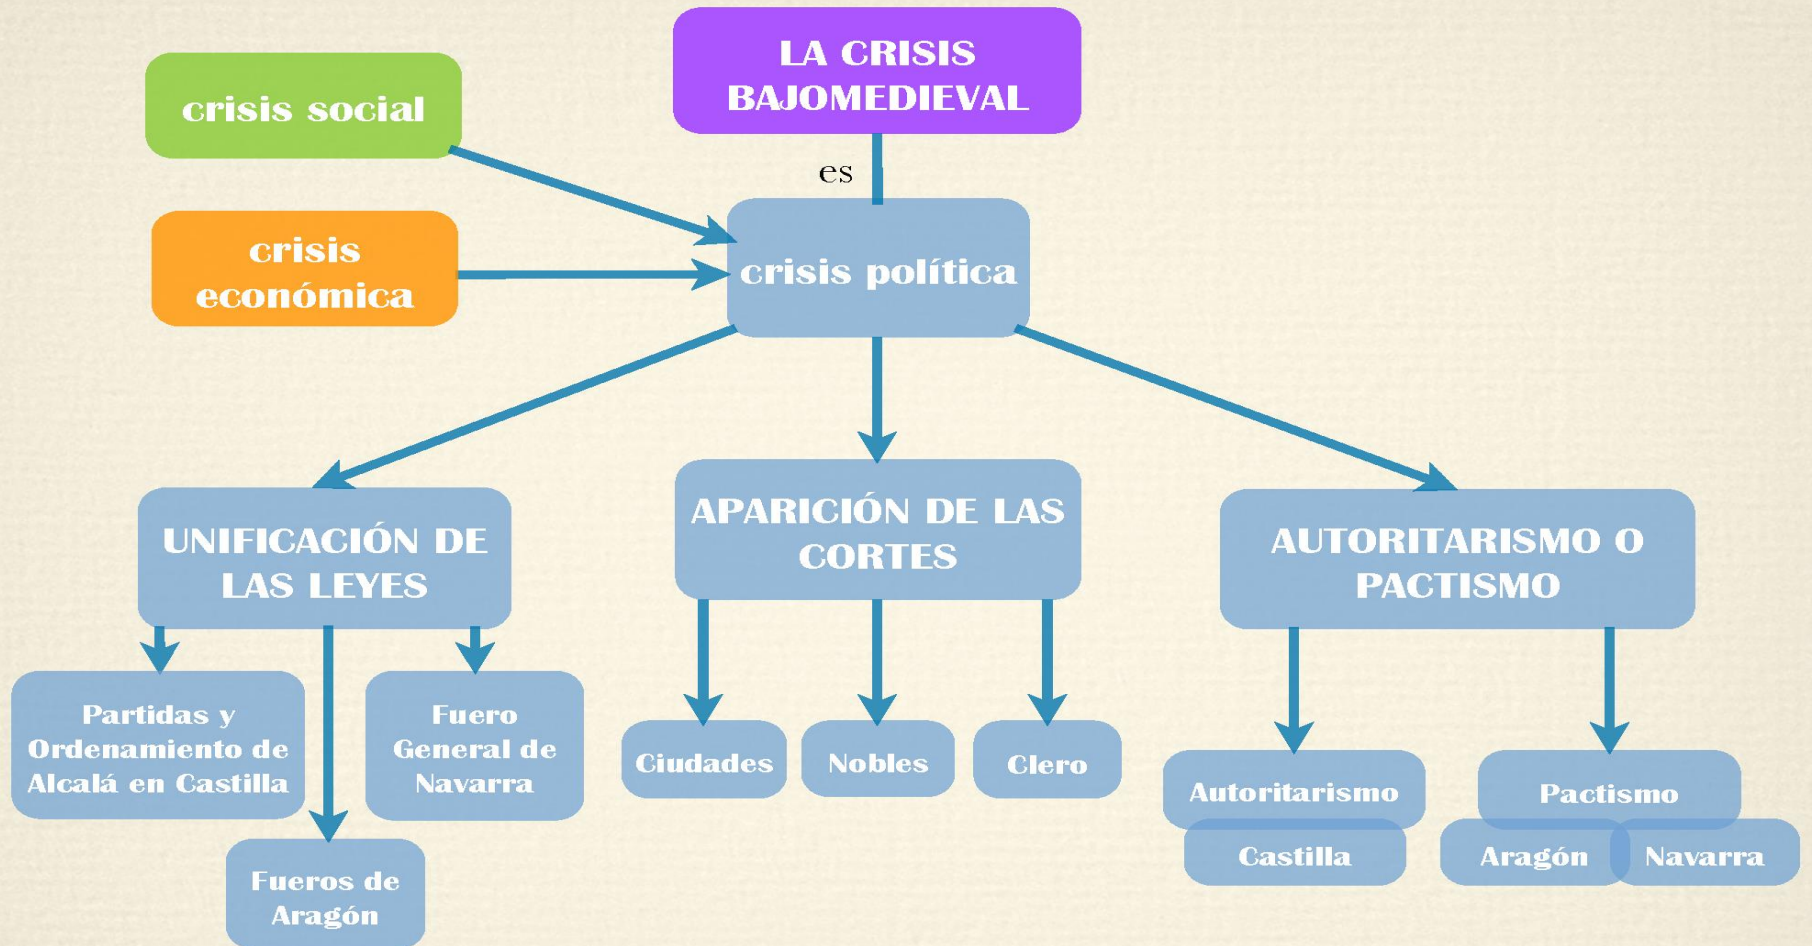 LA CRISIS
BAJOMEDIEVAL
crisis social
es
crisis
económica
crisis política
UNIFICACIÓN DE
LAS LEYES
APARICIÓN DE LAS
CORTES
AUTORITARISMO O
PACTISMO
Partidas y
Ordenamiento de
Alcalá en Castilla
Fuero
General de
Navarra
Fueros de
Aragón
Ciudades
Nobles
Clero
Autoritarismo
Castilla
Pactismo
Aragón
Navarra